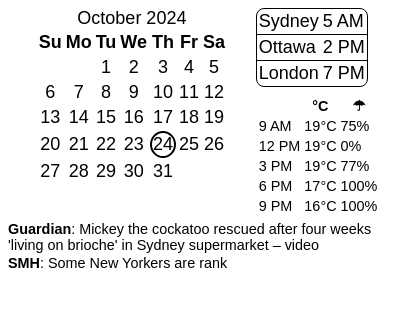 October 2024
Su Mo Tu We Th Fr Sa
1 2 3 4 5
6 7 8 9 10 11 12
13 14 15 16 17 18 19
20 21 22 23 24 25 26
27 28 29 30 31
Sydney 5 AM
Ottawa 2 PM
London 7 PM
°C ☂
9 AM 19°C 75%
12 PM 19°C 0%
3 PM 19°C 77%
6 PM 17°C 100%
9 PM 16°C 100%
Guardian: Mickey the cockatoo rescued after four weeks
'living on brioche' in Sydney supermarket – video
SMH: Some New Yorkers are rank